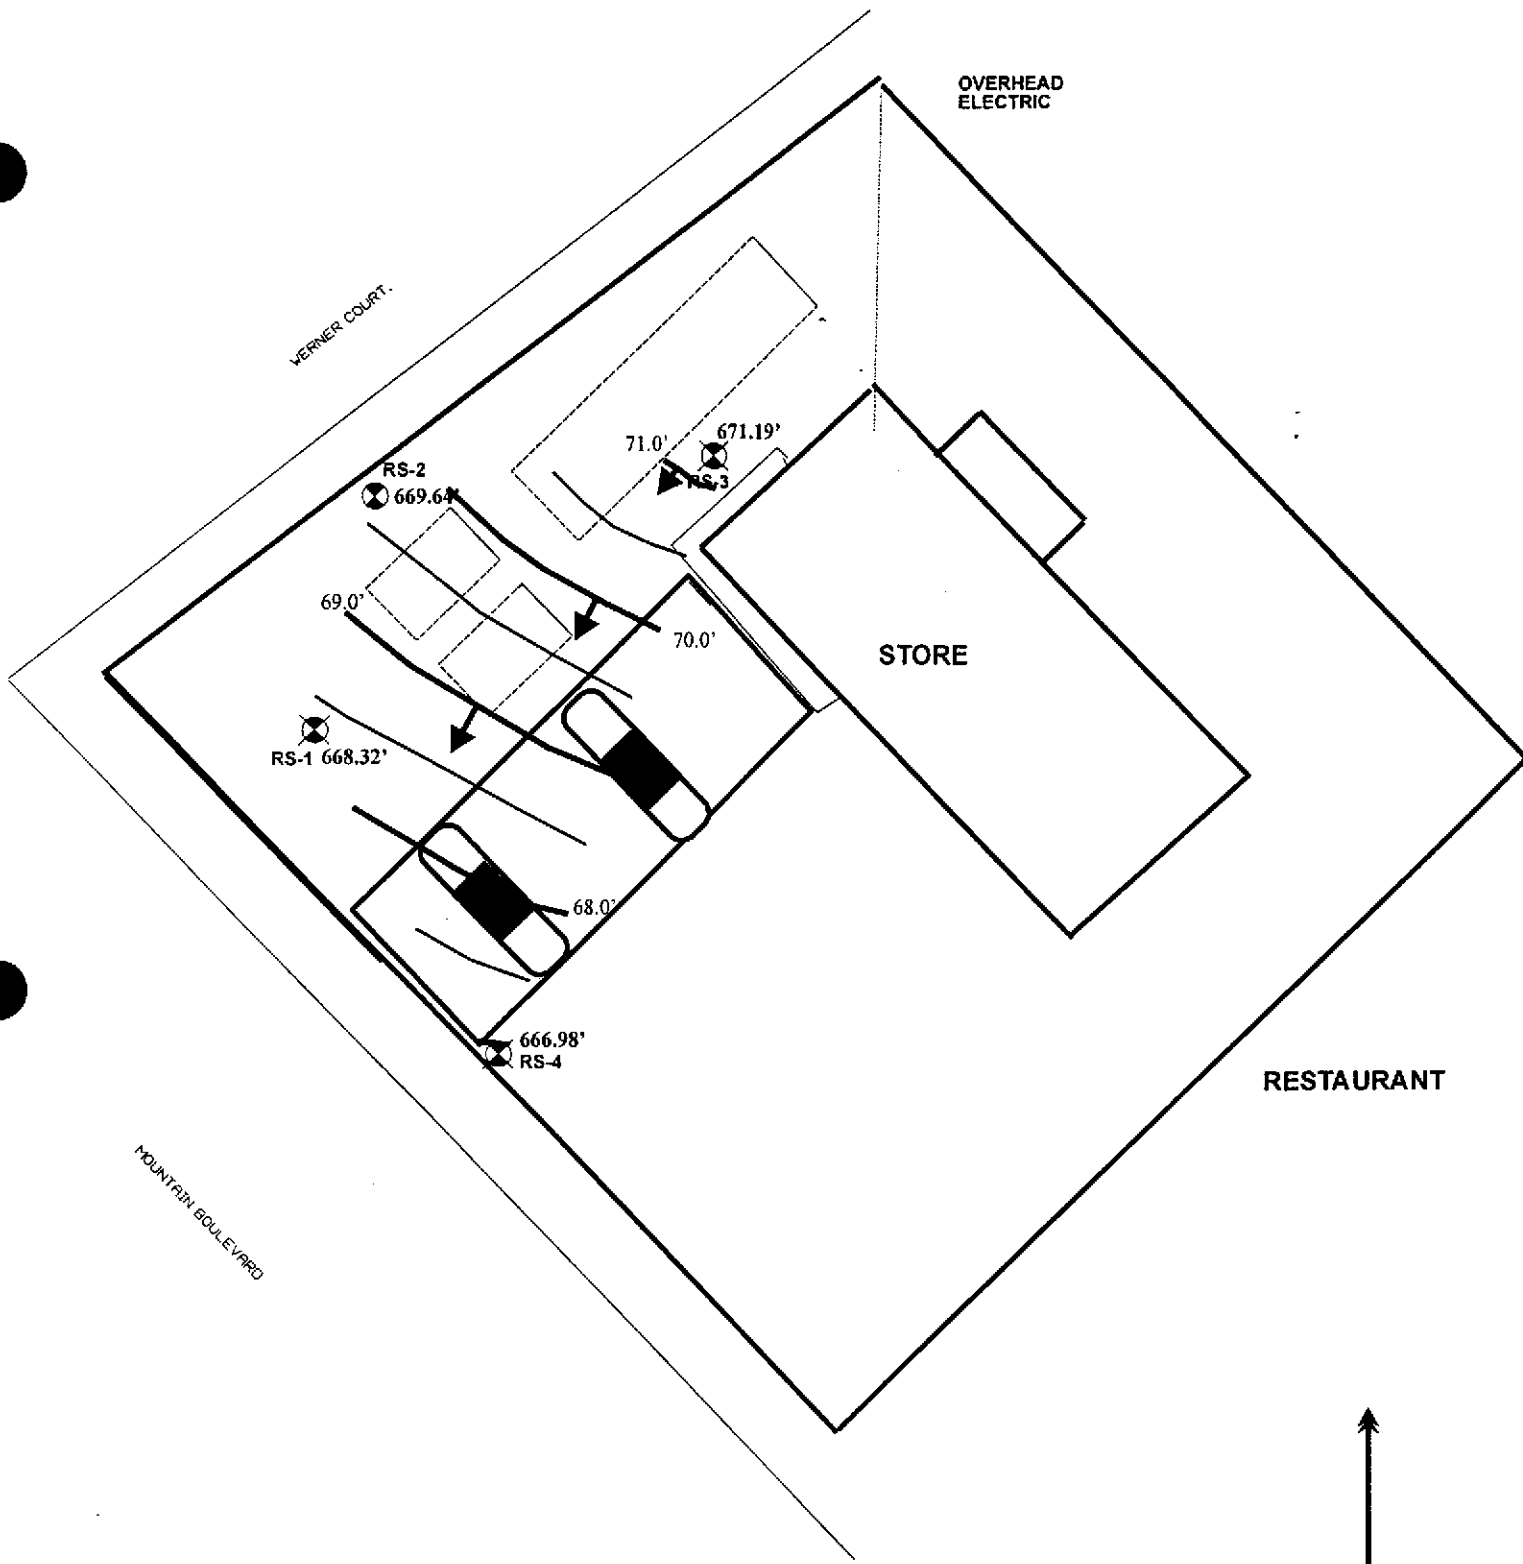 OVERHEAD
ELECTRIC
WERNER COURT.
671.19'
71.0'
RS-3
RS-2
669.64'
69.0'
70.0'
STORE
RS-1 668.32'
68.0'
666.98'
RS-4
RESTAURANT
MOUNTAIN BOULEVARD